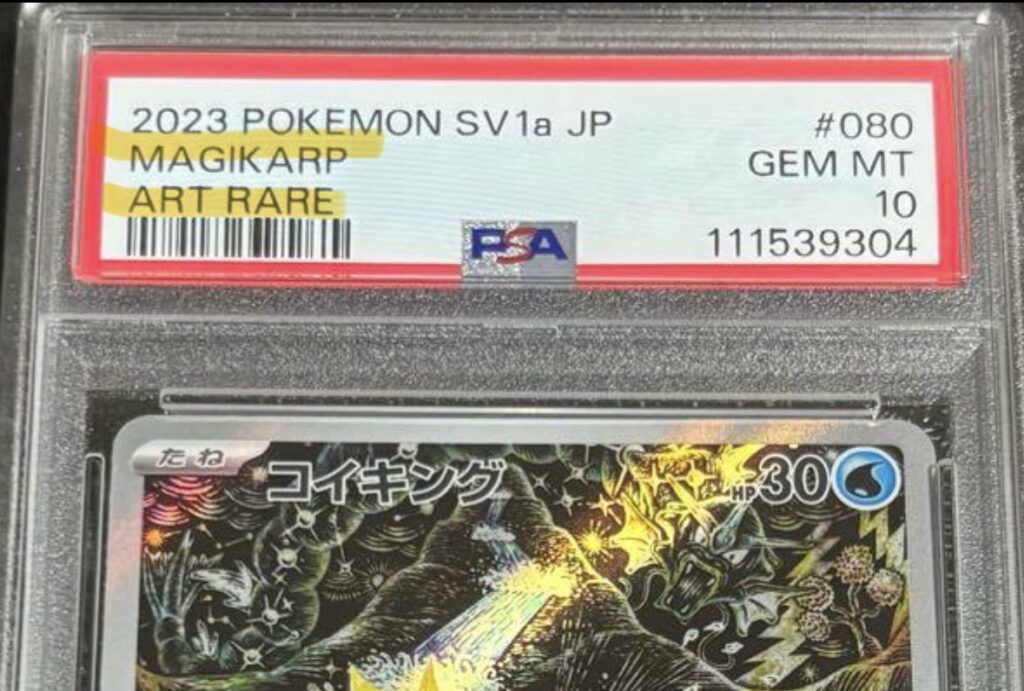 2023 POKEMON SV1a JP #080
MAGIKARP GEM MT
ART RARE 10
PSA 111539304
たね コイキング HP30